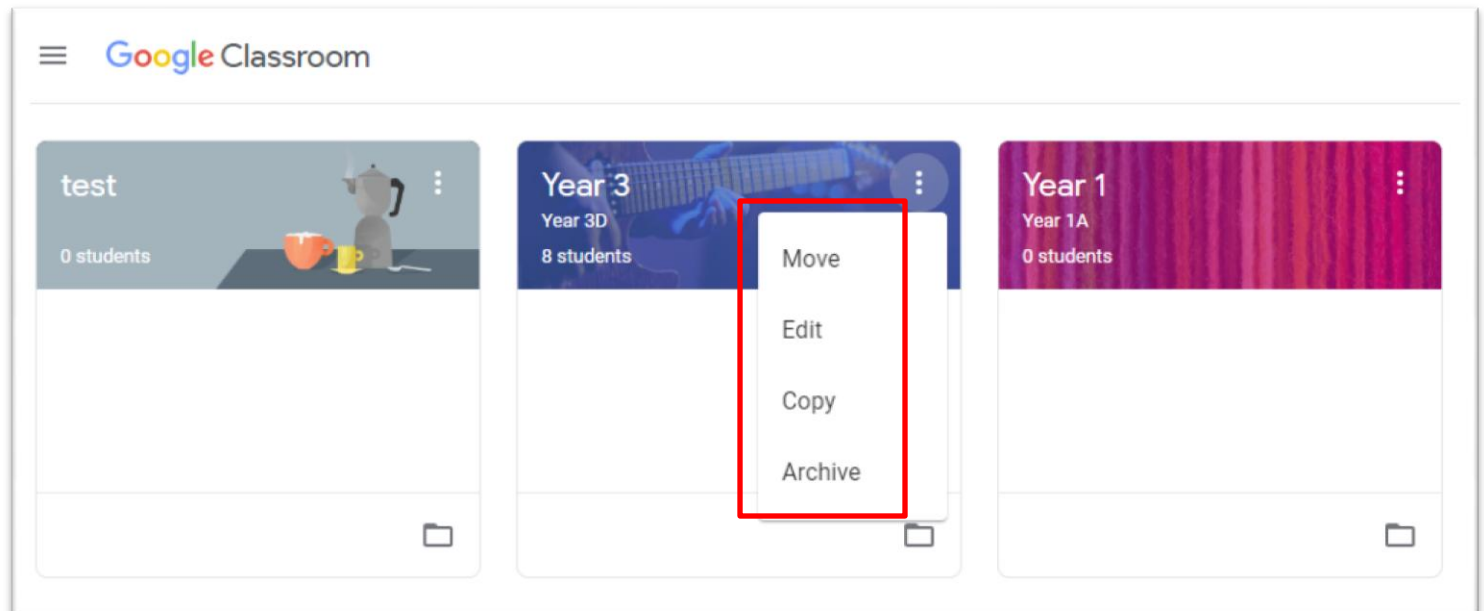 Google Classroom
test
0 students
Year 3
Year 3D
8 students
Move
Edit
Copy
Archive
Year 1
Year 1A
0 students